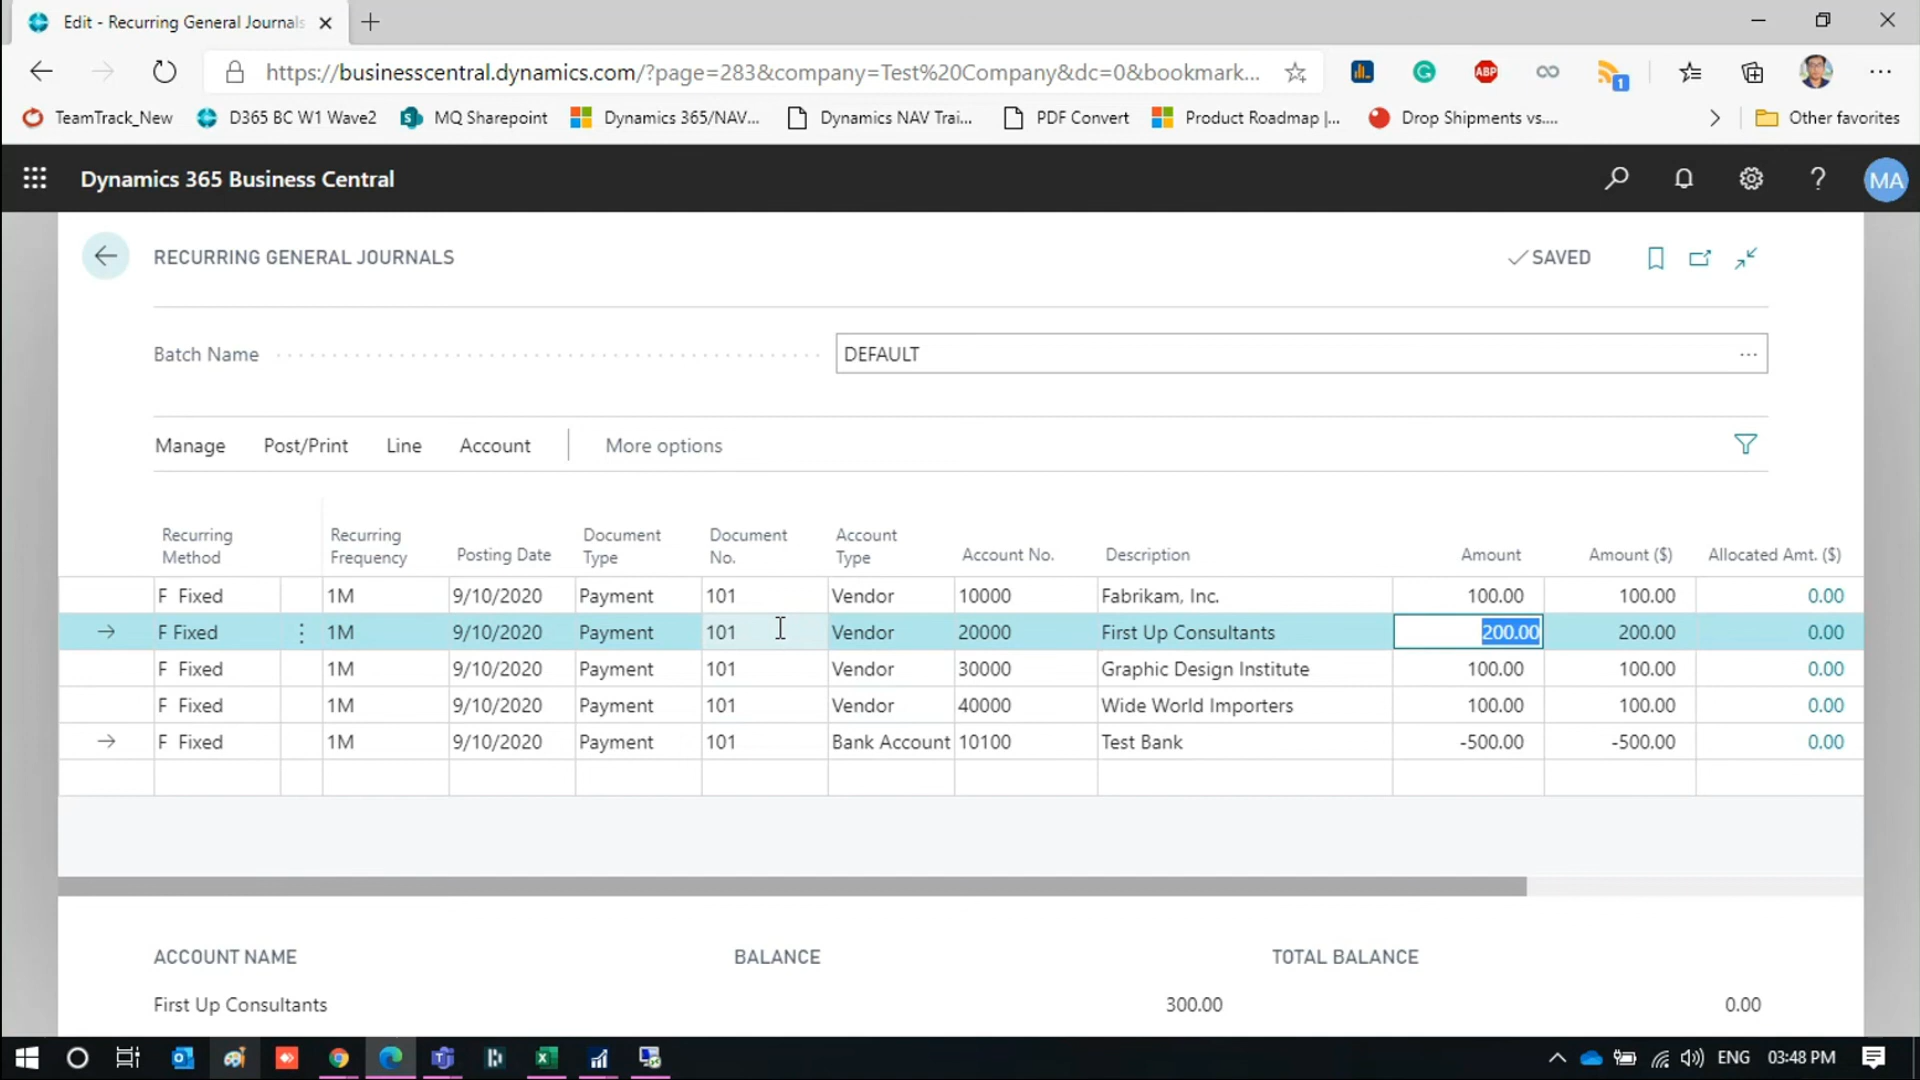 Edit - Recurring General Journals
https://businesscentral.dynamics.com/?page=283&company=Test%20Company&dc=0&bookmark...
ABP
1
TeamTrack_New
D365 BC W1 Wave2
MQ Sharepoint
Dynamics 365/NAV...
Dynamics NAV Trai...
PDF Convert
Product Roadmap |...
Drop Shipments vs....
Other favorites
Dynamics 365 Business Central
?
MA
RECURRING GENERAL JOURNALS
SAVED
Batch Name
DEFAULT
Manage Post/Print Line Account More options
Recurring Method Recurring Frequency Posting Date Document Type Document No. Account Type Account No. Description Amount Amount ($) Allocated Amt. ($)
F Fixed 1M 9/10/2020 Payment 101 Vendor 10000 Fabrikam, Inc. 100.00 100.00 0.00
F Fixed 1M 9/10/2020 Payment 101 Vendor 20000 First Up Consultants 200.00 200.00 0.00
F Fixed 1M 9/10/2020 Payment 101 Vendor 30000 Graphic Design Institute 100.00 100.00 0.00
F Fixed 1M 9/10/2020 Payment 101 Vendor 40000 Wide World Importers 100.00 100.00 0.00
F Fixed 1M 9/10/2020 Payment 101 Bank Account 10100 Test Bank -500.00 -500.00 0.00
ACCOUNT NAME BALANCE TOTAL BALANCE
First Up Consultants 300.00 0.00
ENG 03:48 PM